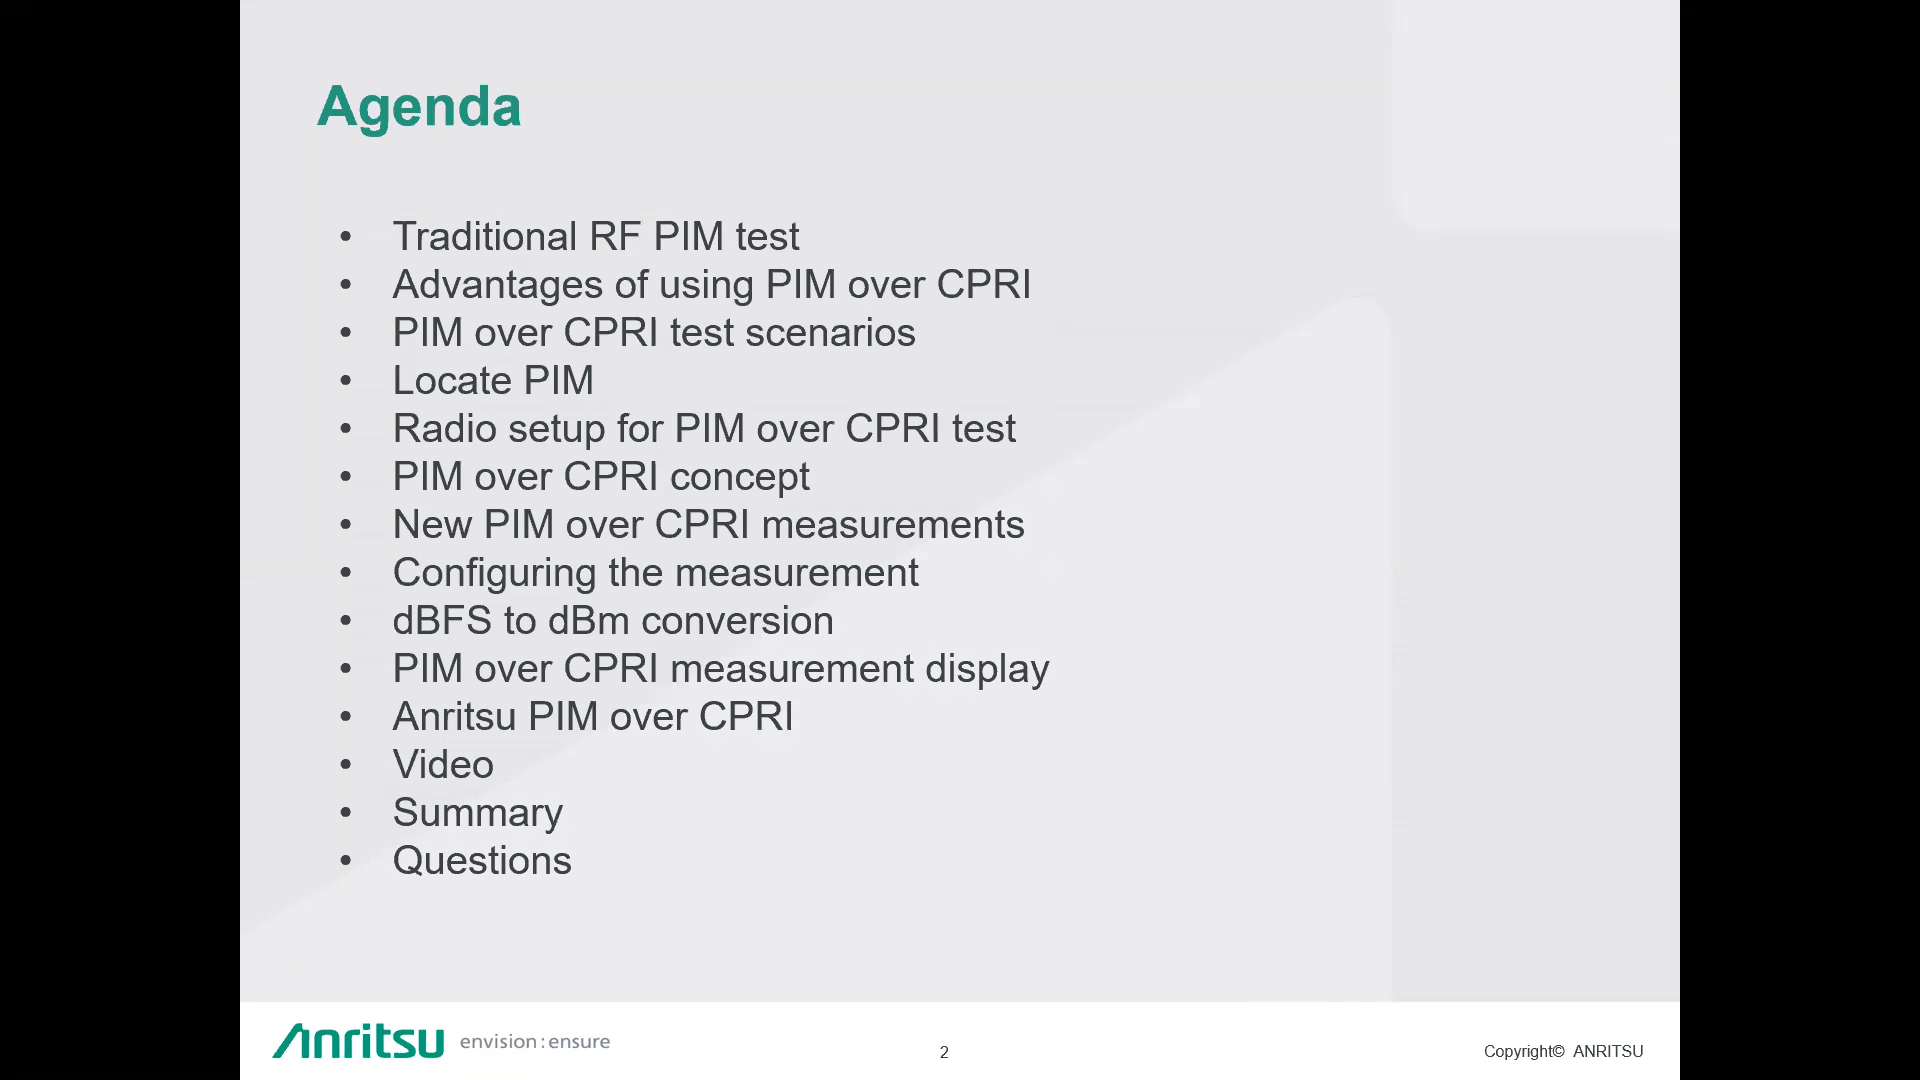 Agenda
• Traditional RF PIM test
• Advantages of using PIM over CPRI
• PIM over CPRI test scenarios
• Locate PIM
• Radio setup for PIM over CPRI test
• PIM over CPRI concept
• New PIM over CPRI measurements
• Configuring the measurement
• dBFS to dBm conversion
• PIM over CPRI measurement display
• Anritsu PIM over CPRI
• Video
• Summary
• Questions
Anritsu envision : ensure
2
Copyright© ANRITSU